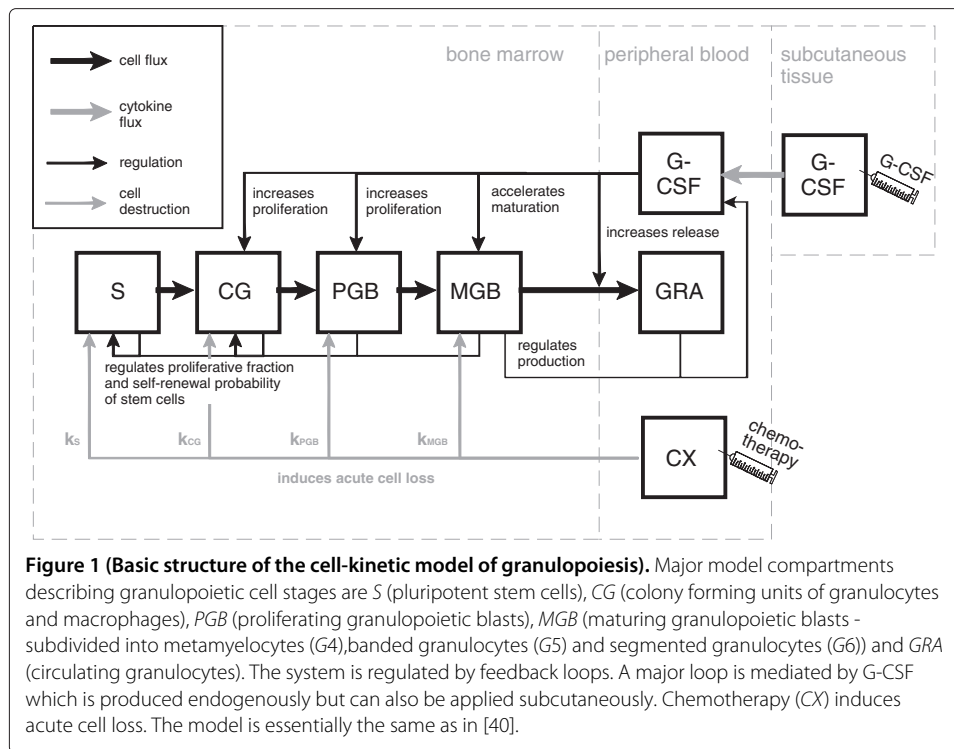 bone marrow
peripheral blood
subcutaneous
tissue
cell flux
cytokine
flux
regulation
cell
destruction
G-
CSF
G-
CSF
G-CSF
increases
proliferation
increases
proliferation
accelerates
maturation
increases release
S
CG
PGB
MGB
GRA
regulates proliferative fraction
and self-renewal probability
of stem cells
regulates
production
kS
kCG
kPGB
kMGB
induces acute cell loss
CX
chemo-
therapy
Figure 1 (Basic structure of the cell-kinetic model of granulopoiesis). Major model compartments
describing granulopoietic cell stages are S (pluripotent stem cells), CG (colony forming units of granulocytes
and macrophages), PGB (proliferating granulopoietic blasts), MGB (maturing granulopoietic blasts -
subdivided into metamyelocytes (G4),banded granulocytes (G5) and segmented granulocytes (G6)) and GRA
(circulating granulocytes). The system is regulated by feedback loops. A major loop is mediated by G-CSF
which is produced endogenously but can also be applied subcutaneously. Chemotherapy (CX) induces
acute cell loss. The model is essentially the same as in [40].